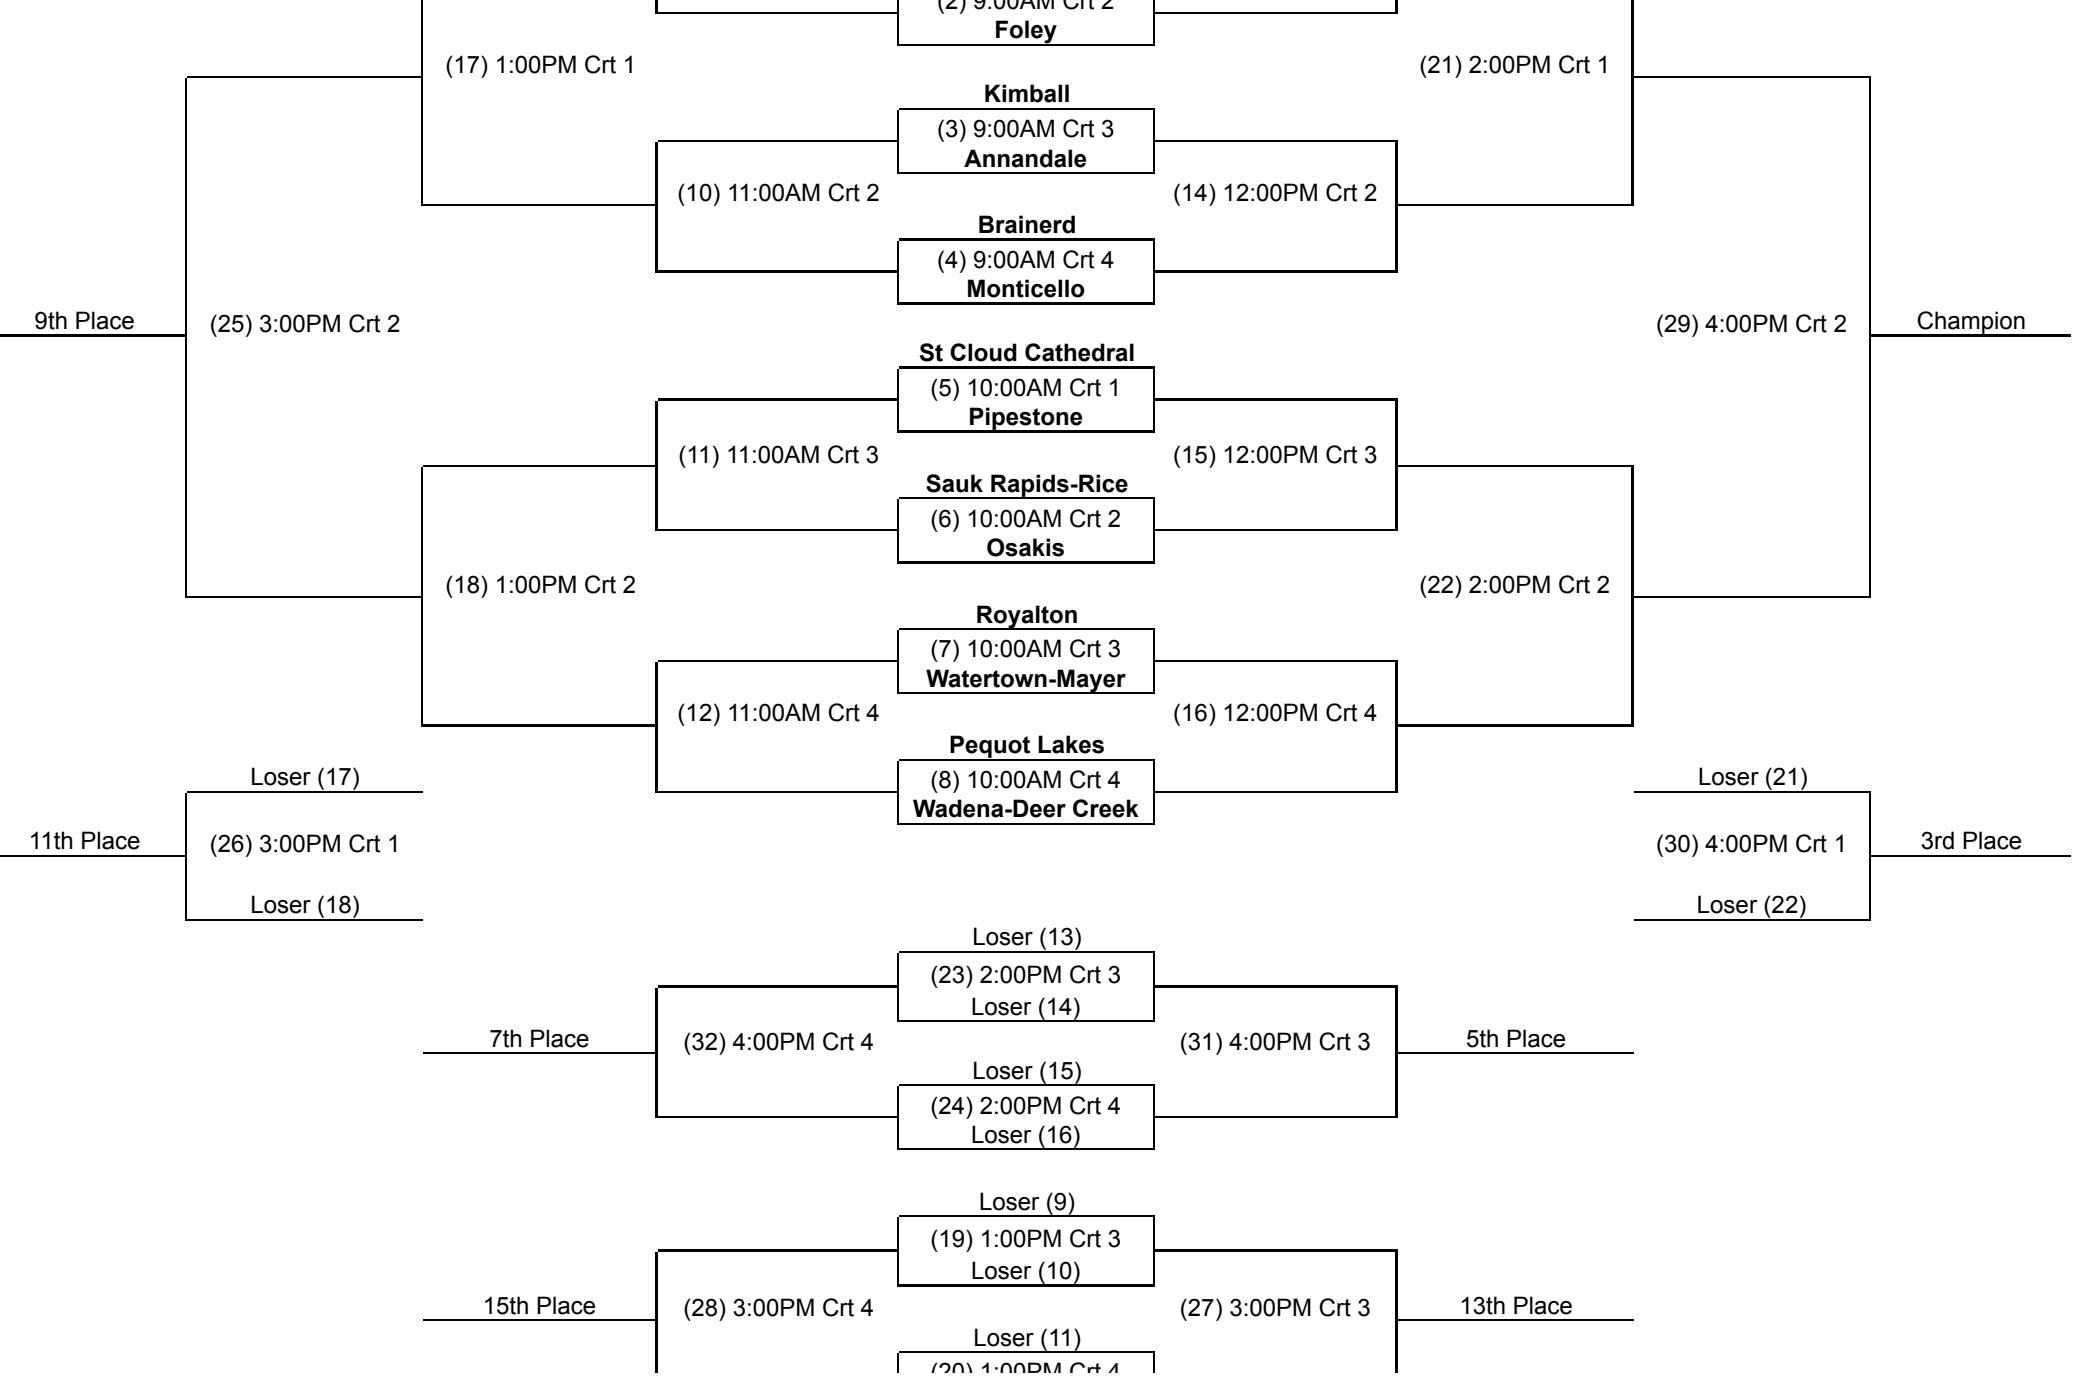 (2) 9:00AM Crt 2
Foley
(17) 1:00PM Crt 1
(21) 2:00PM Crt 1
Kimball
(3) 9:00AM Crt 3
Annandale
(10) 11:00AM Crt 2
(14) 12:00PM Crt 2
Brainerd
(4) 9:00AM Crt 4
Monticello
9th Place
(25) 3:00PM Crt 2
(29) 4:00PM Crt 2
Champion
St Cloud Cathedral
(5) 10:00AM Crt 1
Pipestone
(11) 11:00AM Crt 3
(15) 12:00PM Crt 3
Sauk Rapids-Rice
(6) 10:00AM Crt 2
Osakis
(18) 1:00PM Crt 2
(22) 2:00PM Crt 2
Royalton
(7) 10:00AM Crt 3
Watertown-Mayer
(12) 11:00AM Crt 4
(16) 12:00PM Crt 4
Pequot Lakes
(8) 10:00AM Crt 4
Wadena-Deer Creek
Loser (17)
Loser (21)
11th Place
(26) 3:00PM Crt 1
(30) 4:00PM Crt 1
3rd Place
Loser (18)
Loser (22)
Loser (13)
(23) 2:00PM Crt 3
Loser (14)
7th Place
(32) 4:00PM Crt 4
(31) 4:00PM Crt 3
5th Place
Loser (15)
(24) 2:00PM Crt 4
Loser (16)
Loser (9)
(19) 1:00PM Crt 3
Loser (10)
15th Place
(28) 3:00PM Crt 4
(27) 3:00PM Crt 3
13th Place
Loser (11)
(20) 1:00PM Crt 4